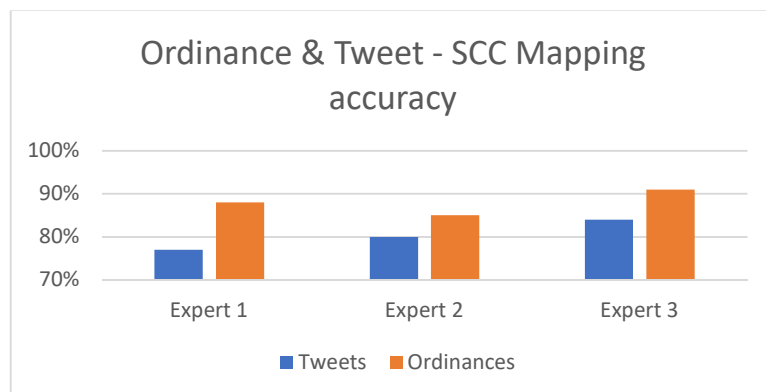 Ordinance & Tweet - SCC Mapping
accuracy
100%
90%
80%
70%
Expert 1
Expert 2
Expert 3
Tweets
Ordinances